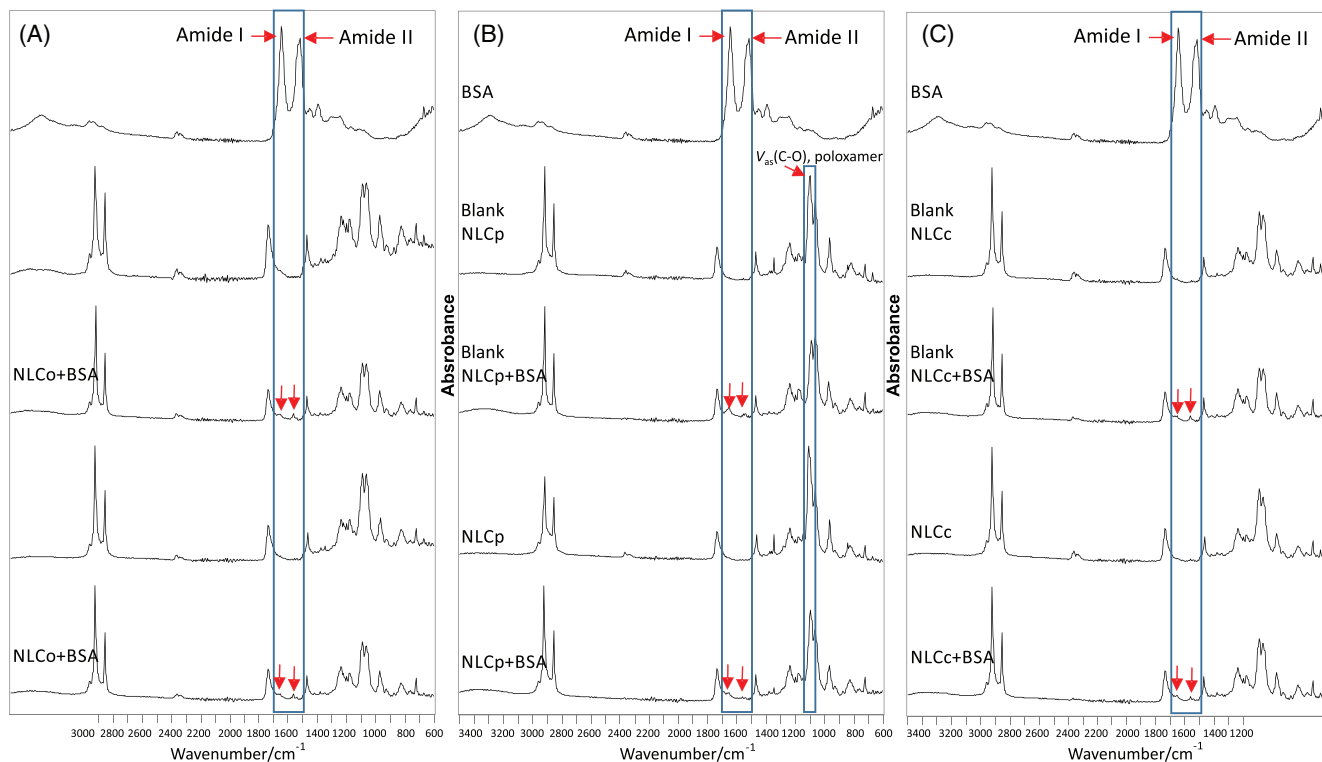 (A)
Amide I
Amide II
NLCo+BSA
NLCo+BSA
3000 2800 2600 2400 2200 2000 1800 1600 1400 1200 1000 800 600
Wavenumber/cm-1
(B)
Amide I
Amide II
BSA
Vas(C-O), poloxamer
Blank
NLCp
Blank
NLCp+BSA
NLCp
NLCp+BSA
Absrobance
3400 3200 3000 2800 2600 2400 2200 2000 1800 1600 1400 1200 1000 800 600
Wavenumber/cm-1
(C)
Amide I
Amide II
BSA
Blank
NLCc
Blank
NLCc+BSA
NLCc
NLCc+BSA
Absrobance
3400 3200 3000 2800 2600 2400 2200 2000 1800 1600 1400 1200
Wavenumber/cm-1